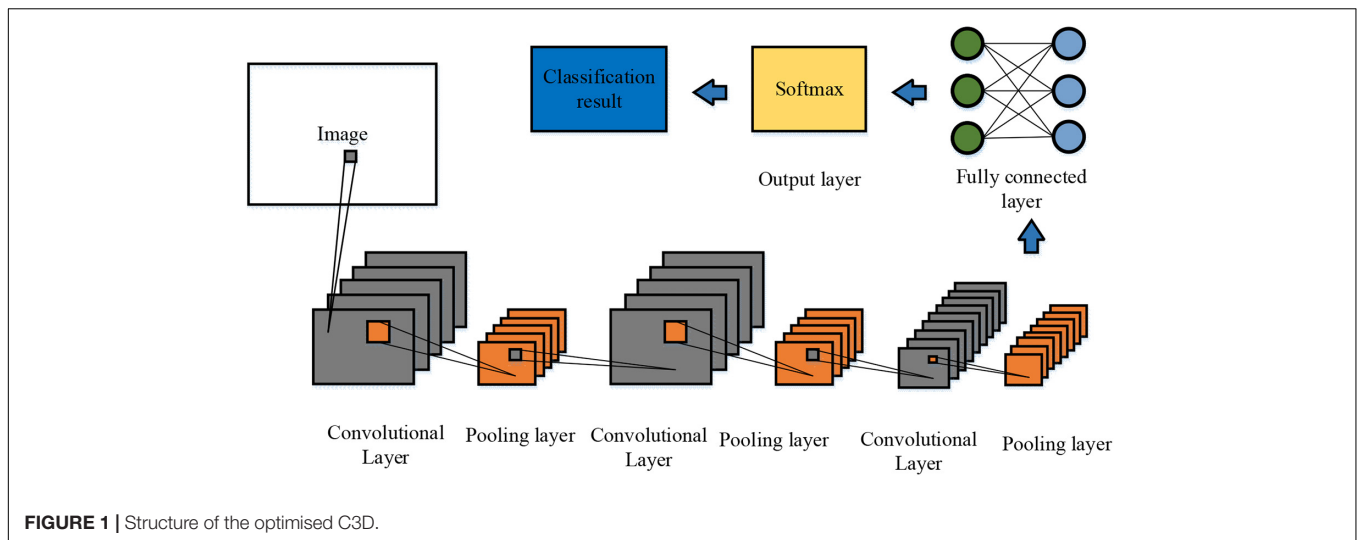 Image
Classification
result
Softmax
Output layer
Fully connected
layer
Convolutional
Layer
Pooling layer
Convolutional
Layer
Pooling layer
Convolutional
Layer
Pooling layer
FIGURE 1 | Structure of the optimised C3D.